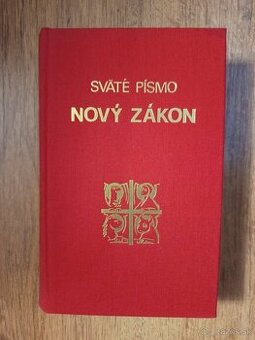 SVÄTÉ PÍSMO
NOVÝ ZÁKON